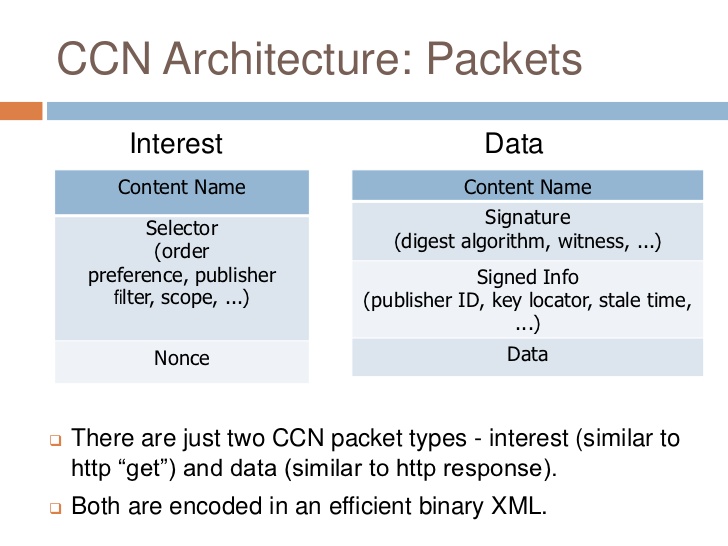 CCN Architecture: Packets
Interest
Content Name
Selector
(order
preference, publisher
filter, scope, ...)
Nonce
Data
Content Name
Signature
(digest algorithm, witness, ...)
Signed Info
(publisher ID, key locator, stale time,
...)
Data
There are just two CCN packet types - interest (similar to
http “get”) and data (similar to http response).
Both are encoded in an efficient binary XML.